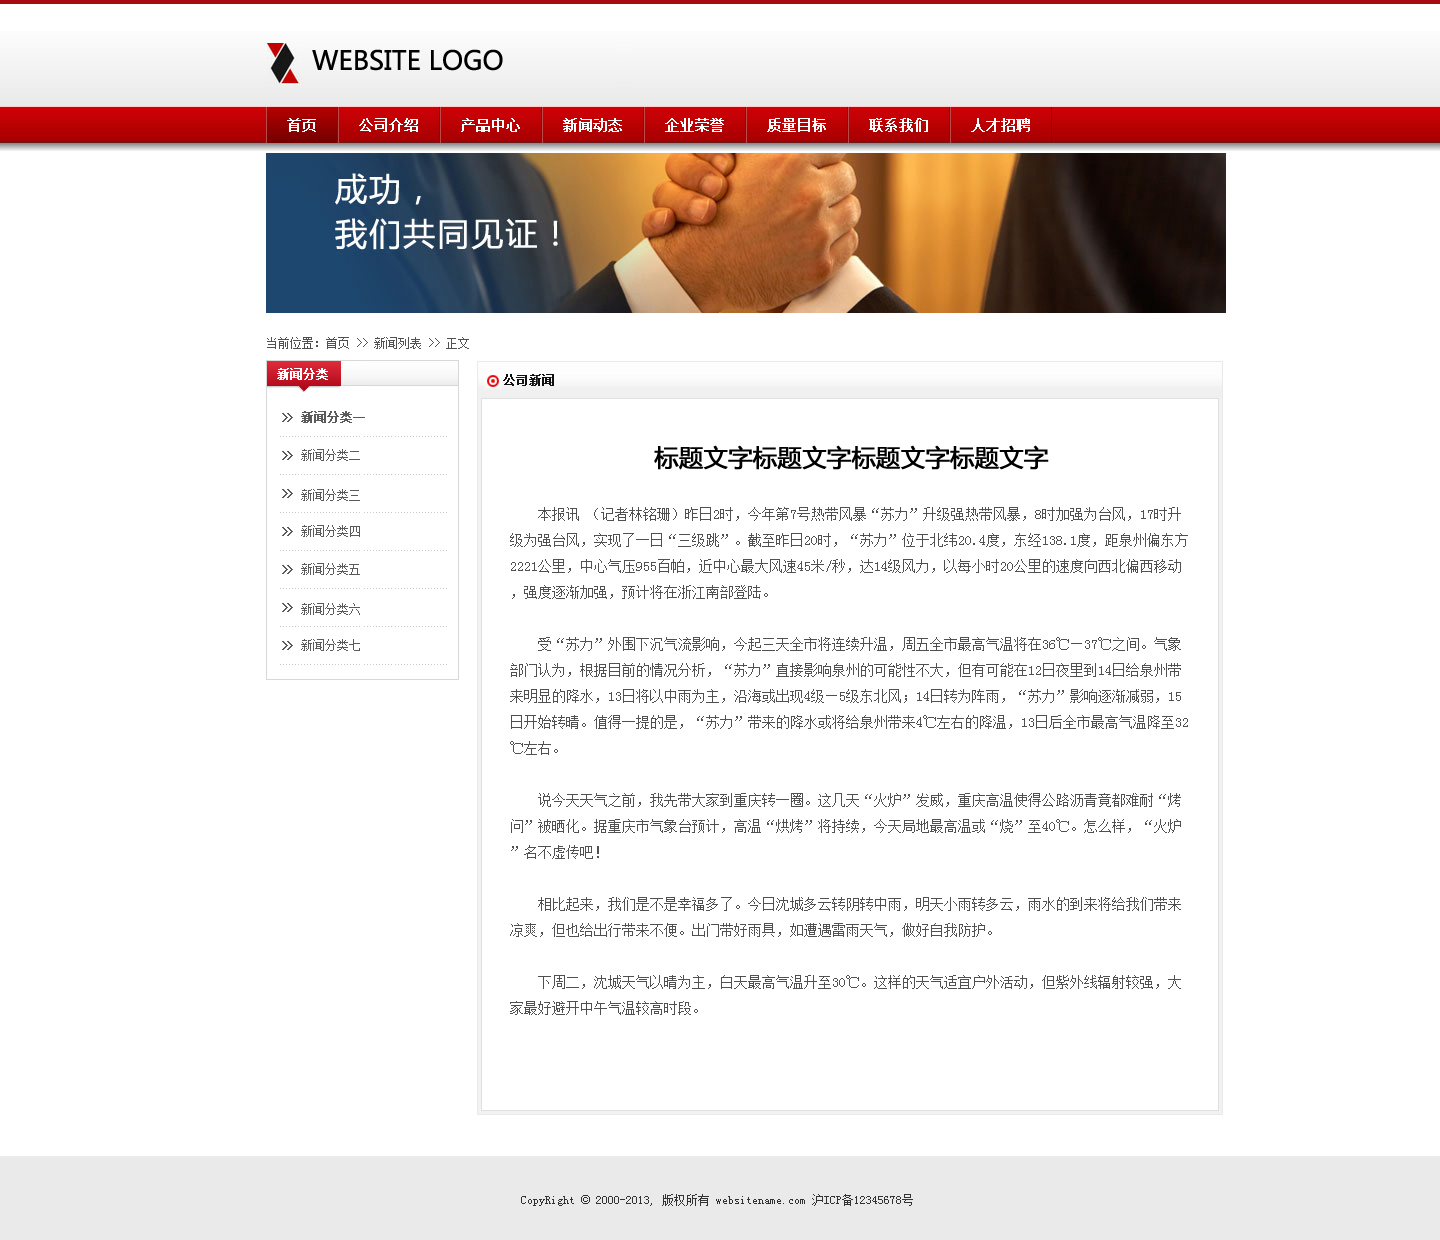 WEBSITE LOGO
首页 公司介绍 产品中心 新闻动态 企业荣誉 质量目标 联系我们 人才招聘
成功，
我们共同见证！
当前位置：首页 >> 新闻列表 >> 正文
新闻分类
>> 新闻分类一
>> 新闻分类二
>> 新闻分类三
>> 新闻分类四
>> 新闻分类五
>> 新闻分类六
>> 新闻分类七
公司新闻
标题文字标题文字标题文字标题文字
本报讯 （记者林铭珊）昨日2时，今年第7号热带风暴“苏力”升级强热带风暴，8时加强为台风，17时升
级为强台风，实现了一日“三级跳”。截至昨日20时，“苏力”位于北纬20.4度，东经138.1度，距泉州偏东方
2221公里，中心气压955百帕，近中心最大风速45米/秒，达14级风力，以每小时20公里的速度向西北偏西移动
，强度逐渐加强，预计将在浙江南部登陆。
受“苏力”外围下沉气流影响，今起三天全市将连续升温，周五全市最高气温将在36℃－37℃之间。气象
部门认为，根据目前的情况分析，“苏力”直接影响泉州的可能性不大，但有可能在12日夜里到14日给泉州带
来明显的降水，13日将以中雨为主，沿海或出现4级－5级东北风；14日转为阵雨，“苏力”影响逐渐减弱，15
日开始转晴。值得一提的是，“苏力”带来的降水或将给泉州带来4℃左右的降温，13日后全市最高气温降至32
℃左右。
说今天天气之前，我先带大家到重庆转一圈。这几天“火炉”发威，重庆高温使得公路沥青竟都难耐“烤
问”被晒化。据重庆市气象台预计，高温“烘烤”将持续，今天局地最高温或“烧”至40℃。怎么样，“火炉
”名不虚传吧！
相比起来，我们是不是幸福多了。今日沈城多云转阴转中雨，明天小雨转多云，雨水的到来将给我们带来
凉爽，但也给出行带来不便。出门带好雨具，如遭遇雷雨天气，做好自我防护。
下周二，沈城天气以晴为主，白天最高气温升至30℃。这样的天气适宜户外活动，但紫外线辐射较强，大
家最好避开中午气温较高时段。
CopyRight © 2000-2013, 版权所有 websitename.com 沪ICP备12345678号